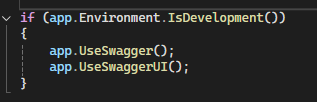 if (app.Environment.IsDevelopment())
{
    app.UseSwagger();
    app.UseSwaggerUI();
}